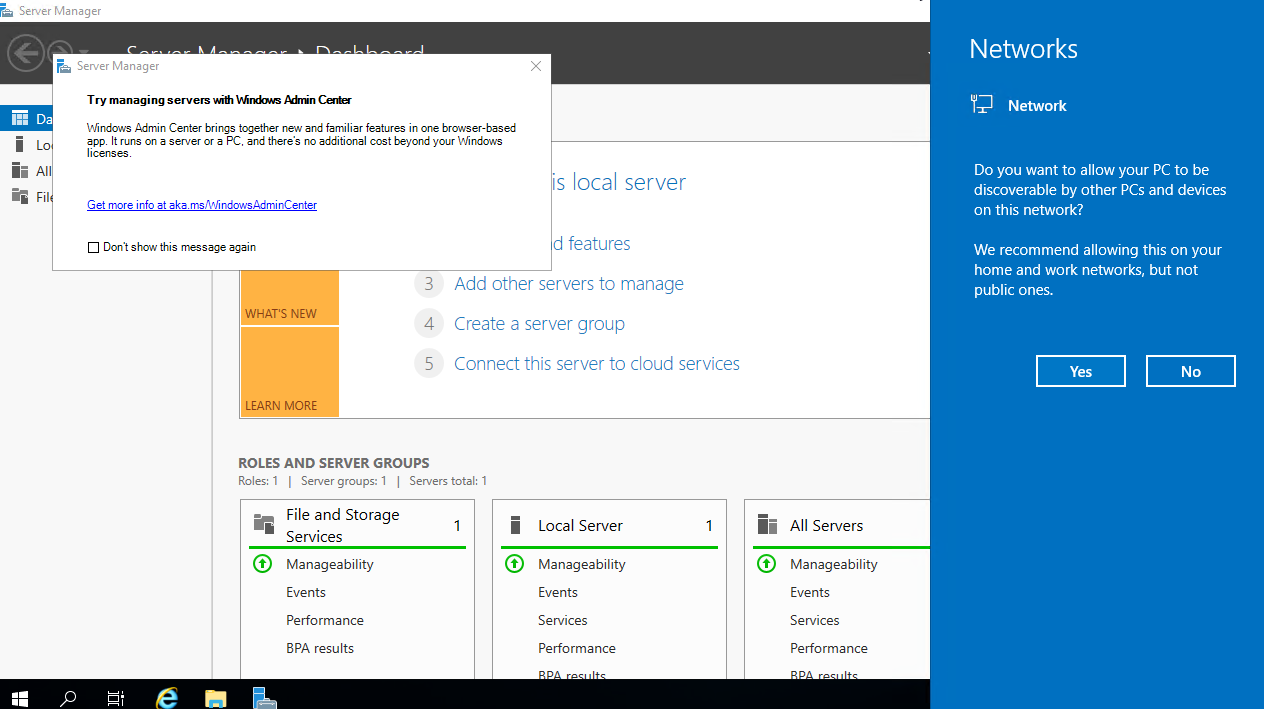 Server Manager
Server Manager
Try managing servers with Windows Admin Center
Windows Admin Center brings together new and familiar features in one browser-based
app. It runs on a server or a PC, and there's no additional cost beyond your Windows
licenses.
Get more info at aka.ms/WindowsAdminCenter
Don't show this message again
Server Manager Dashboard
Da
Loc
All
File
is local server
d features
3 Add other servers to manage
4 Create a server group
5 Connect this server to cloud services
WHAT'S NEW
LEARN MORE
ROLES AND SERVER GROUPS
Roles: 1 | Server groups: 1 | Servers total: 1
File and Storage
Services
1
Manageability
Events
Performance
BPA results
Local Server 1
Manageability
Events
Services
Performance
BPA results
All Servers
Manageability
Events
Services
Performance
BPA results
Networks
Network
Do you want to allow your PC to be
discoverable by other PCs and devices
on this network?
We recommend allowing this on your
home and work networks, but not
public ones.
Yes
No